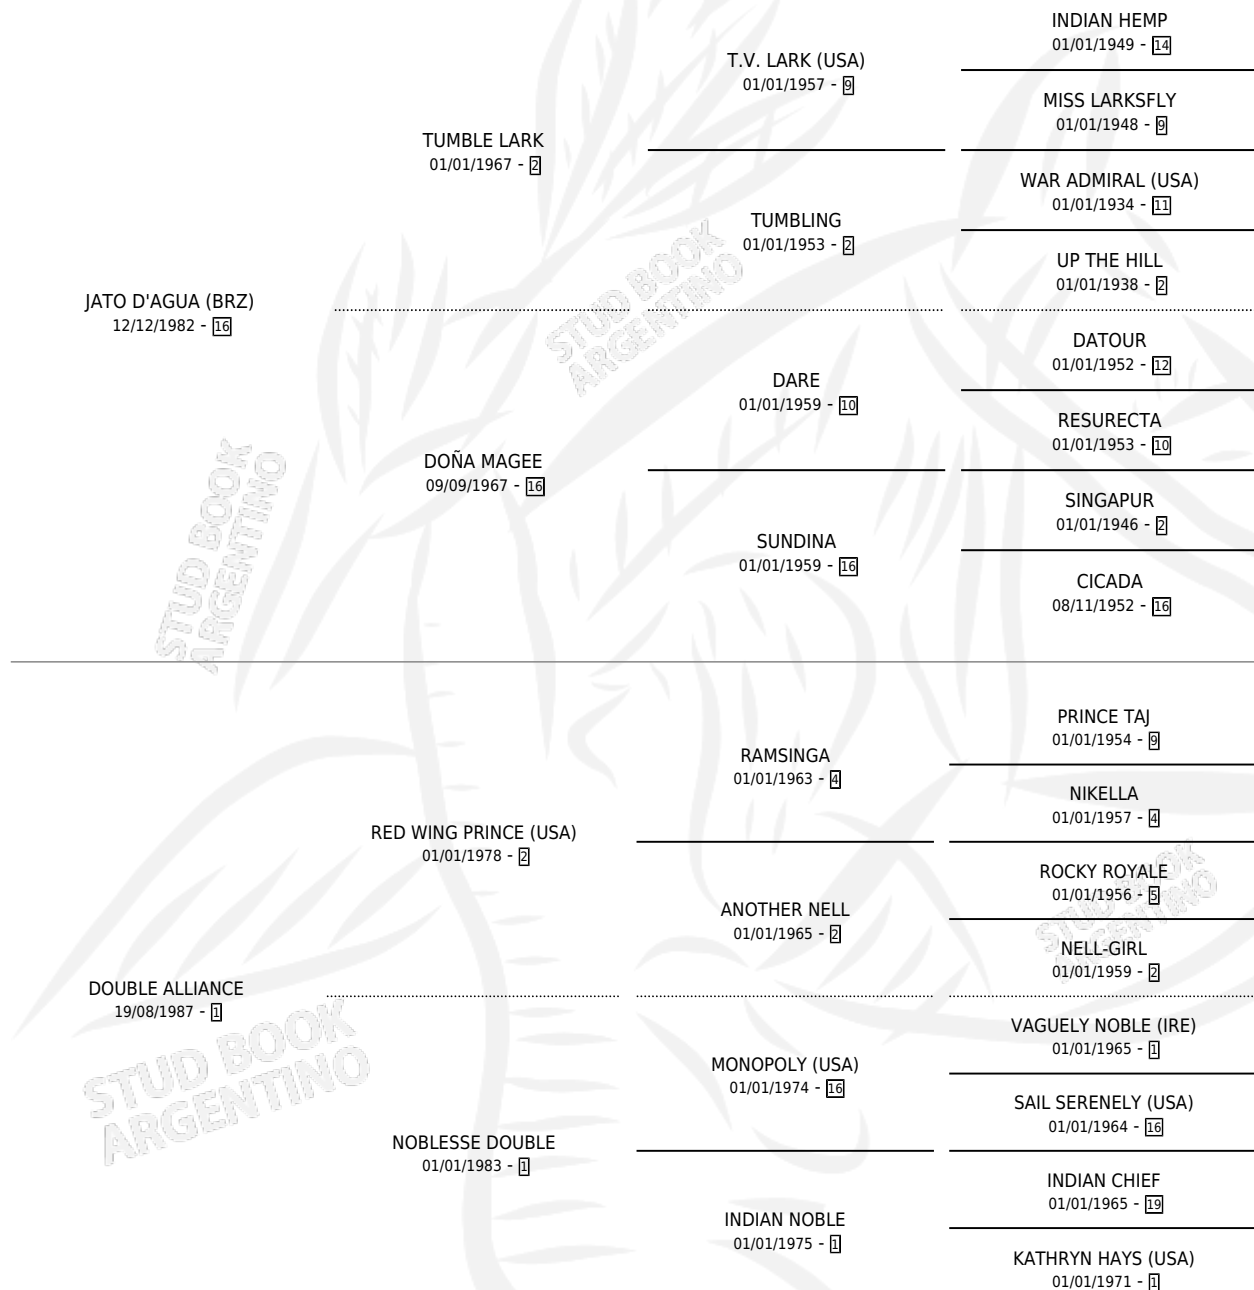 INDIAN HEMP
01/01/1949 - 14
T.V. LARK (USA)
01/01/1957 - 9
MISS LARKSFLY
01/01/1948 - 9
TUMBLE LARK
01/01/1967 - 2
WAR ADMIRAL (USA)
01/01/1934 - 11
TUMBLING
01/01/1953 - 2
UP THE HILL
01/01/1938 - 2
JATO D'AGUA (BRZ)
12/12/1982 - 16
DATOUR
01/01/1952 - 12
DARE
01/01/1959 - 10
RESURECTA
01/01/1953 - 10
DOÑA MAGEE
09/09/1967 - 16
SINGAPUR
01/01/1946 - 2
SUNDINA
01/01/1959 - 16
CICADA
08/11/1952 - 16
PRINCE TAJ
01/01/1954 - 9
RAMSINGA
01/01/1963 - 4
NIKELLA
01/01/1957 - 4
RED WING PRINCE (USA)
01/01/1978 - 2
ROCKY ROYALE
01/01/1956 - 5
ANOTHER NELL
01/01/1965 - 2
NELL-GIRL
01/01/1959 - 2
DOUBLE ALLIANCE
19/08/1987 - 1
VAGUELY NOBLE (IRE)
01/01/1965 - 1
MONOPOLY (USA)
01/01/1974 - 16
SAIL SERENELY (USA)
01/01/1964 - 16
NOBLESSE DOUBLE
01/01/1983 - 1
INDIAN CHIEF
01/01/1965 - 19
INDIAN NOBLE
01/01/1975 - 1
KATHRYN HAYS (USA)
01/01/1971 - 1
STUD BOOK
ARGENTINO
STUD BOOK
ARGENTINO
STUD BOOK
ARGENTINO
STUD BOOK
ARGENTINO